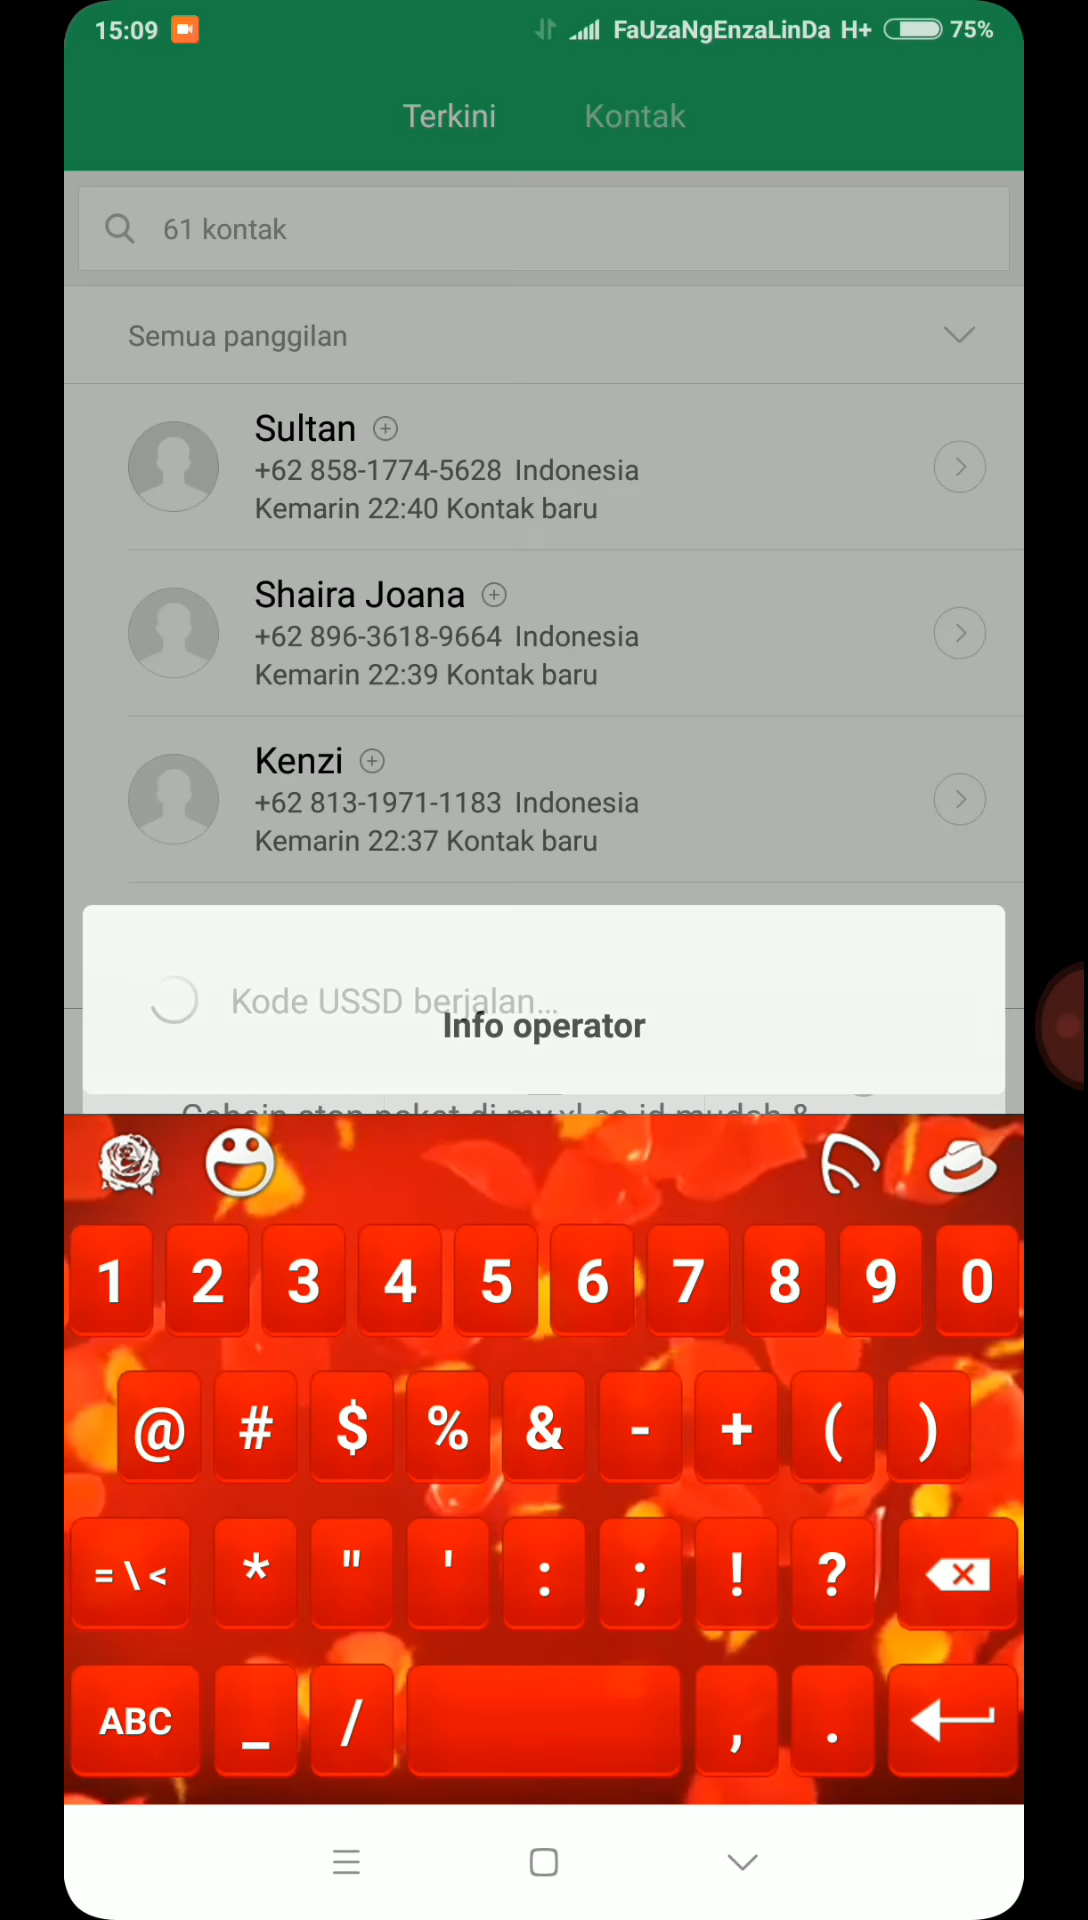 15:09 FaUzaNgEnzaLinDa H+ 75%
Terkini Kontak
61 kontak
Semua panggilan
Sultan
+62 858-1774-5628 Indonesia
Kemarin 22:40 Kontak baru
Shaira Joana
+62 896-3618-9664 Indonesia
Kemarin 22:39 Kontak baru
Kenzi
+62 813-1971-1183 Indonesia
Kemarin 22:37 Kontak baru
Kode USSD berjalan...
Info operator
1 2 3 4 5 6 7 8 9 0
@ # $ % & - + ( )
= \ < * " ' : ; ! ?
ABC _ / , .